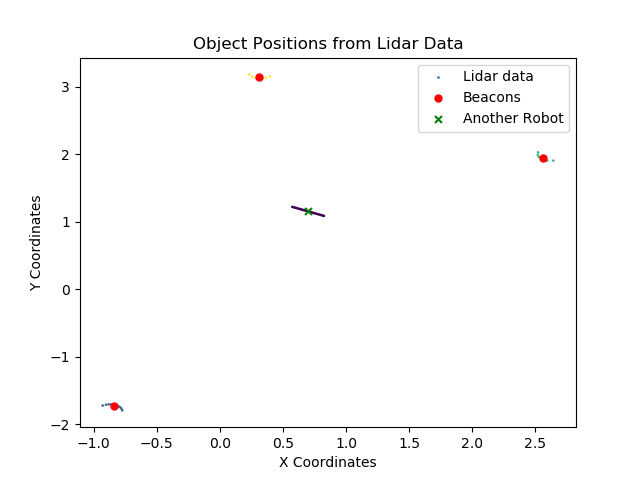 Object Positions from Lidar Data
Lidar data
Beacons
Another Robot
Y Coordinates
3
2
1
0
−1
−2
−1.0 −0.5 0.0 0.5 1.0 1.5 2.0 2.5
X Coordinates